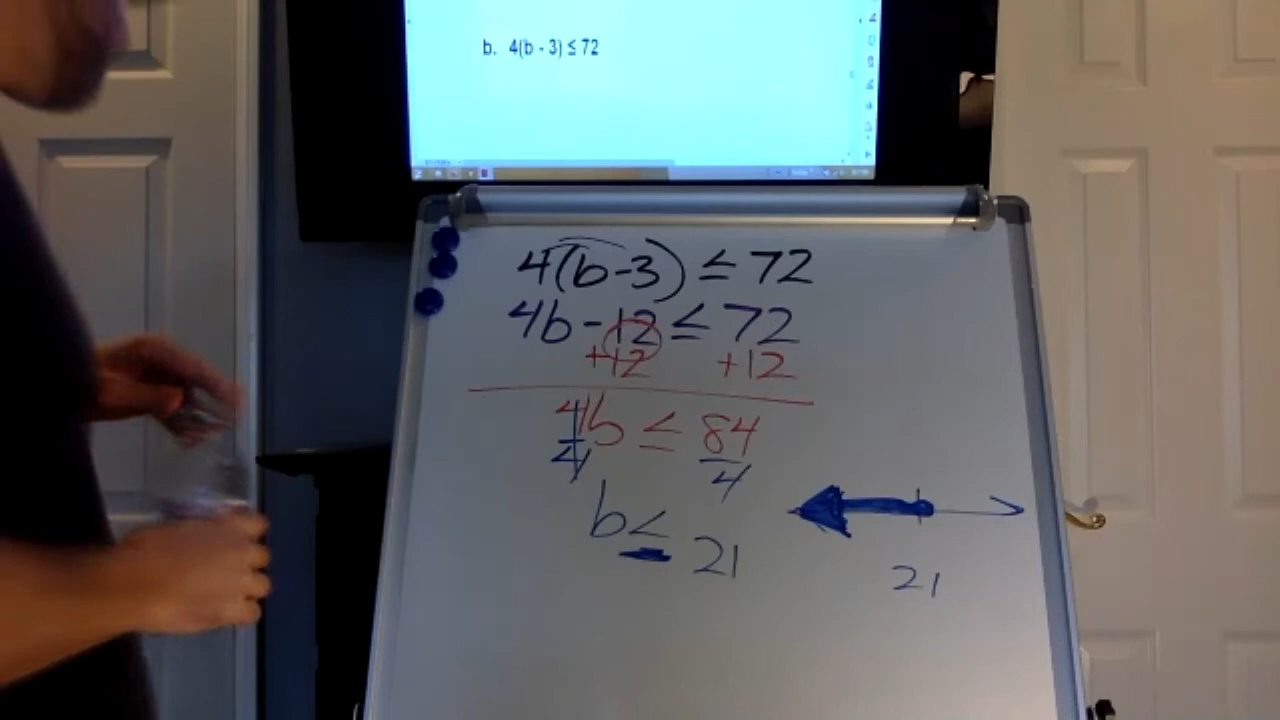 b. 4(b - 3) ≤ 72
4(b-3) ≤ 72
4b-12 ≤ 72
+12 +12
4b ≤ 84
4 4
b ≤ 21
21